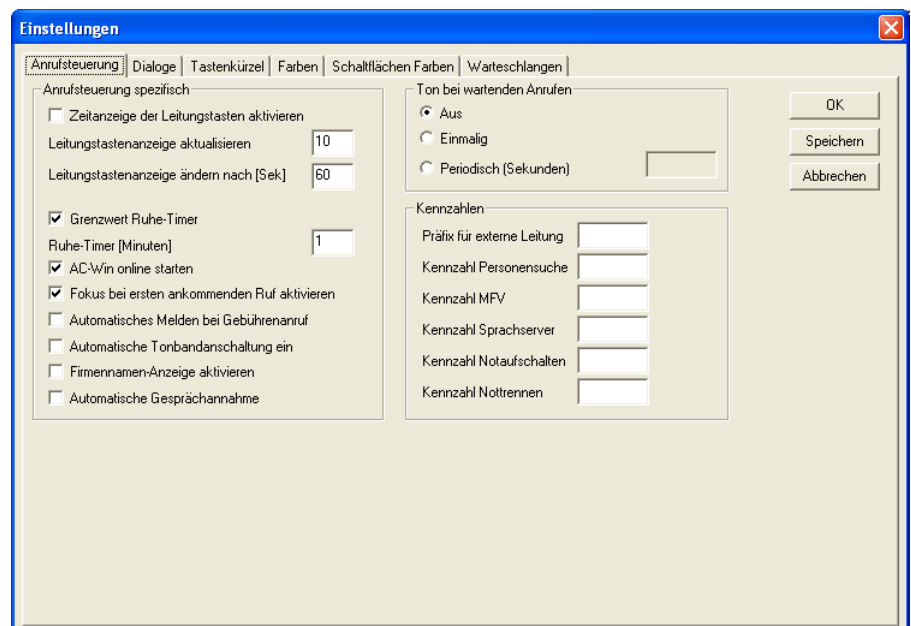 Einstellungen
Anrufsteuerung Dialoge Tastenkürzel Farben Schaltflächen Farben Warteschlangen
Anrufsteuerung spezifisch
Zeitanzeige der Leitungstasten aktivieren
Leitungstastenanzeige aktualisieren 10
Leitungstastenanzeige ändern nach [Sek] 60
Grenzwert Ruhe-Timer
Ruhe-Timer [Minuten] 1
AC-Win online starten
Fokus bei ersten ankommenden Ruf aktivieren
Automatisches Melden bei Gebührenanruf
Automatische Tonbandanschaltung ein
Firmennamen-Anzeige aktivieren
Automatische Gesprächannahme
Ton bei wartenden Anrufen
Aus
Einmalig
Periodisch (Sekunden)
Kennzahlen
Präfix für externe Leitung
Kennzahl Personensuche
Kennzahl MFV
Kennzahl Sprachserver
Kennzahl Notaufschalten
Kennzahl Nottrennen
OK
Speichern
Abbrechen